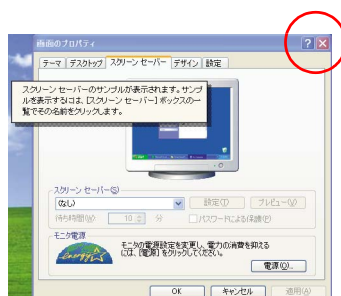 画面のプロパティ
テーマ デスクトップ スクリーン セーバー デザイン 設定
スクリーン セーバーのサンプルが表示されます。サンプ
ルを表示するには、[スクリーン セーバー] ボックスの一
覧でその名前をクリックします。
スクリーン セーバー(S)
(なし)
設定(T) プレビュー(V)
待ち時間(W) 10 分 パスワードによる保護(P)
モニタ電源
モニタの電源設定を変更し、電力の消費を抑える
には、[電源] をクリックしてください。
電源(O)...
OK キャンセル 適用(A)